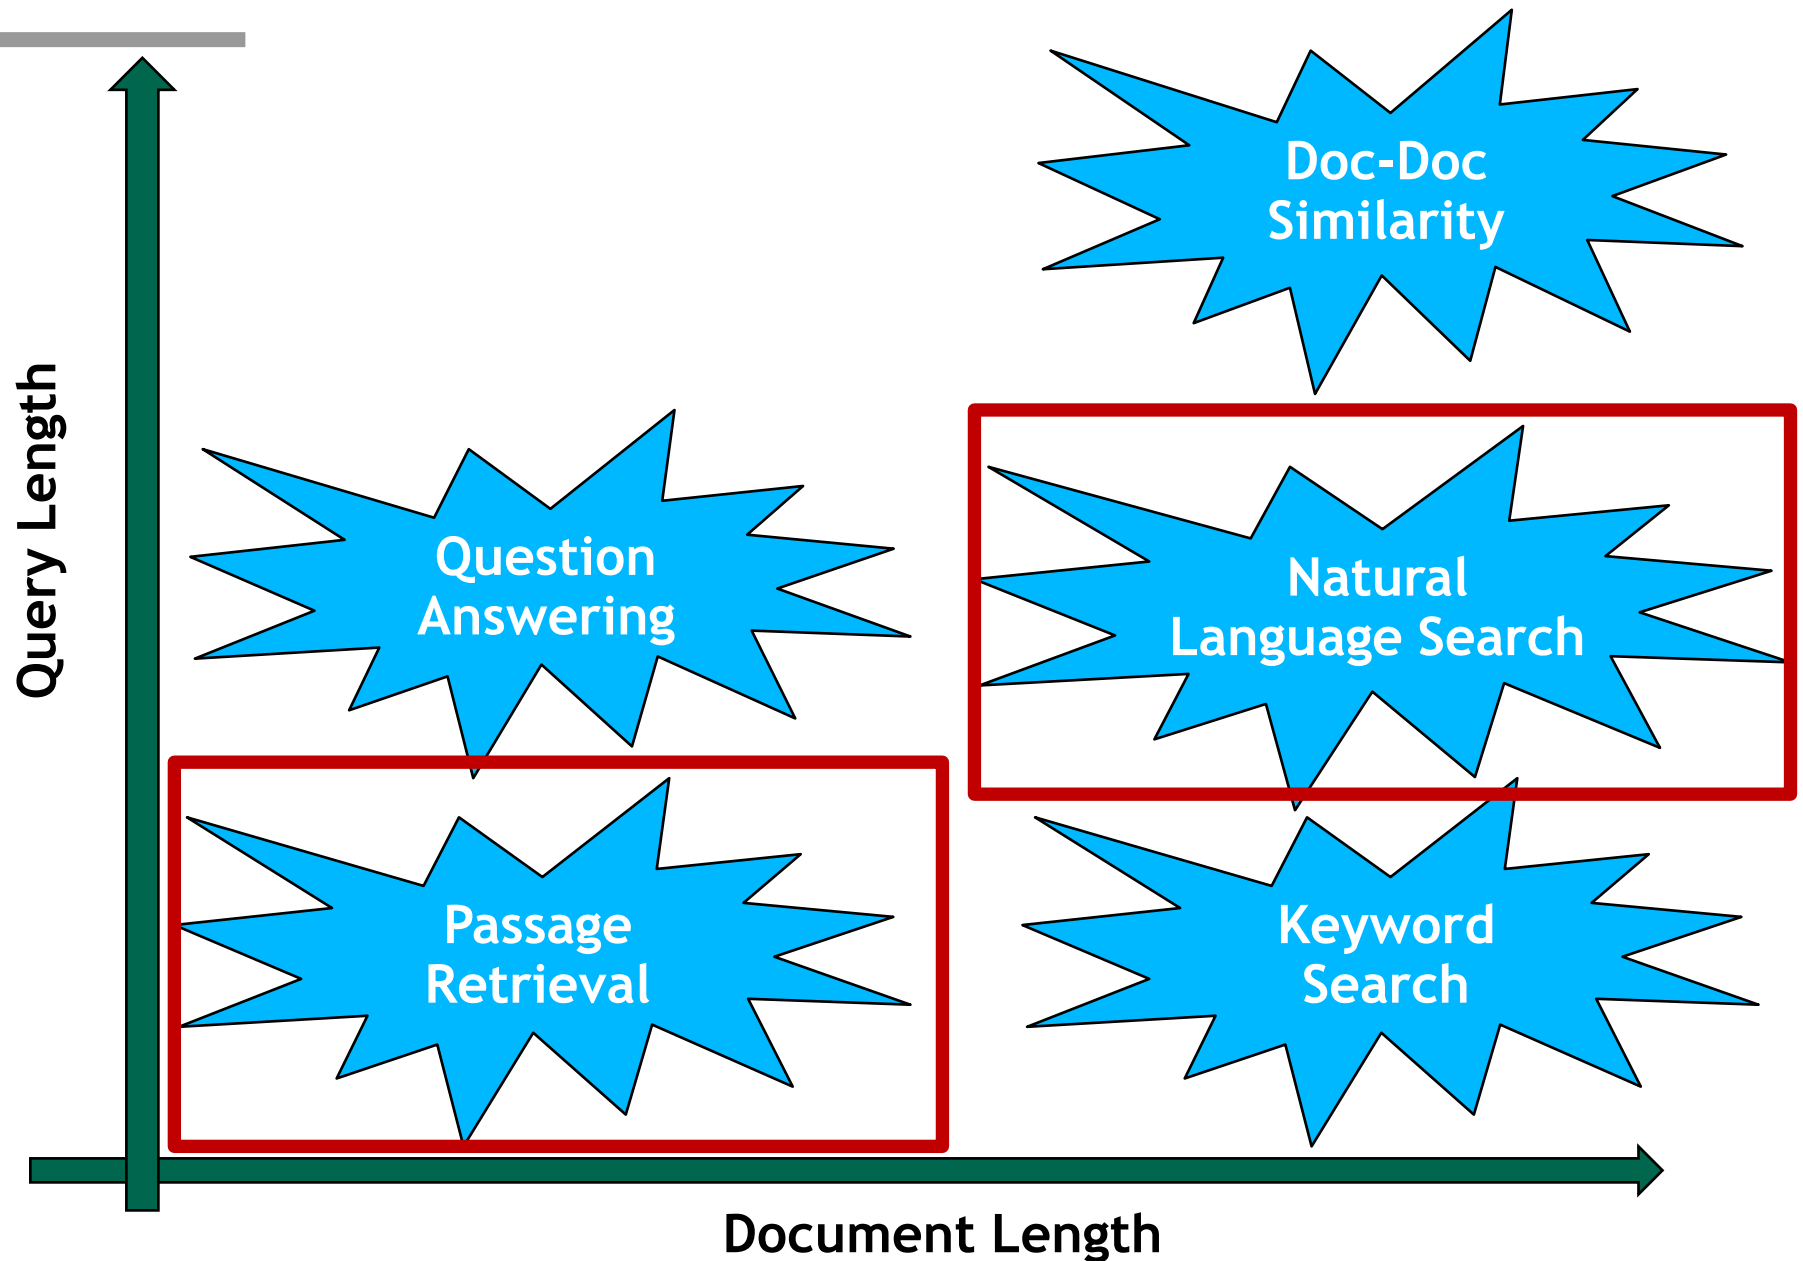 Doc-Doc
Similarity
Query Length
Question
Answering
Natural
Language Search
Passage
Retrieval
Keyword
Search
Document Length